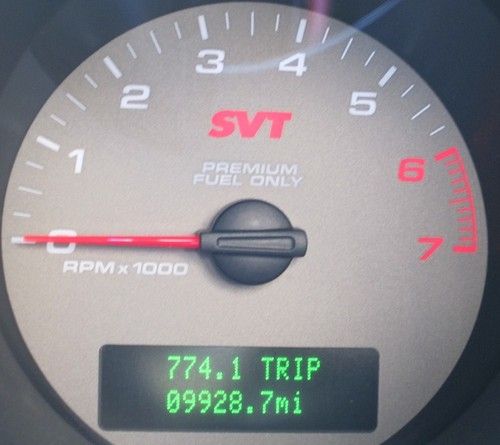 3
4
2
5
SVT
1
6
PREMIUM
FUEL ONLY
0
7
RPM x 1000
774.1 TRIP
09928.7mi